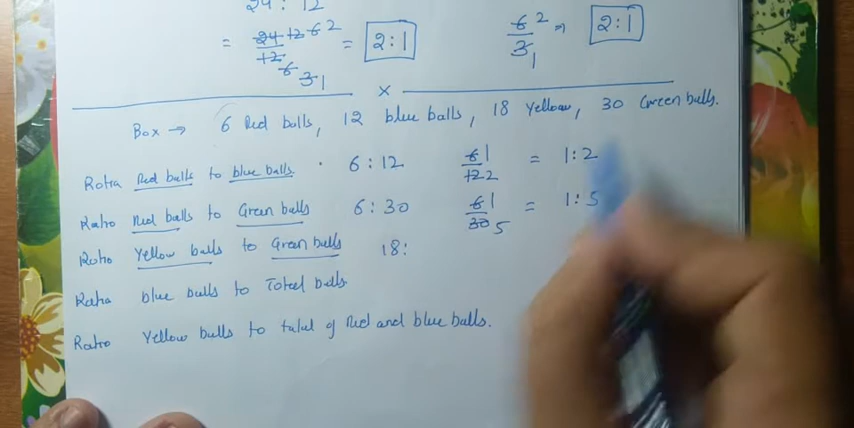 24 : 12
= 24 12 6 2 / 12 6 3 1 = 2:1
6 2 / 3 1 ⇒ 2:1
x
Box → 6 Red balls, 12 blue balls, 18 Yellow, 30 Green balls.
Rotra Red balls to blue balls 6:12 6 1 / 12 2 = 1:2
Ratio Red balls to Green balls 6:30 6 1 / 30 5 = 1:5
Ratio Yellow balls to Green balls 18:
Ratio blue balls to Total balls.
Ratio Yellow balls to total of Red and blue balls.